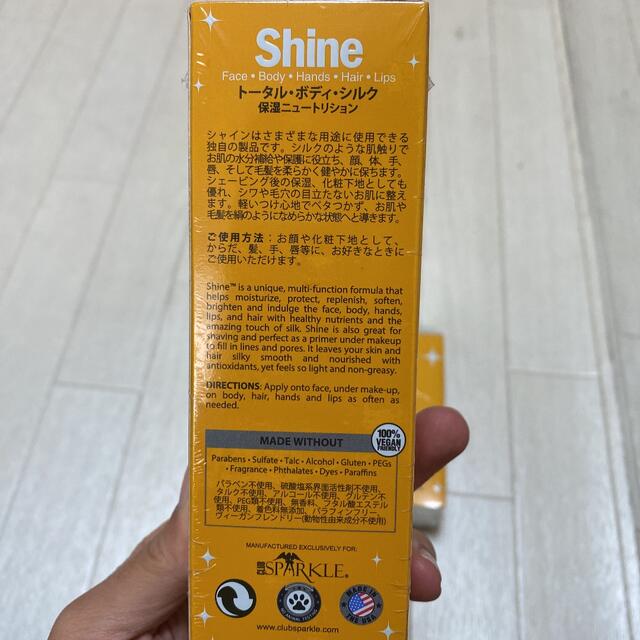 Shine
Face • Body • Hands • Hair • Lips
トータル・ボディ・シルク
保湿ニュートリション
シャインはさまざまな用途に使用できる
独自の製品です。シルクのような肌触りで
お肌の水分補給や保護に役立ち、顔、体、手、
唇、そして毛髪を柔らかく健やかに保ちます。
シェービング後の保湿、化粧下地としても
優れ、シワや毛穴の目立たないお肌に整え
ます。軽いつけ心地でベタつかず、お肌や
毛髪を絹のようになめらかな状態へと導きます。
ご使用方法：お顔や化粧下地として、
からだ、髪、手、唇等に、お好きなときに
ご使用いただけます。
Shine™ is a unique, multi-function formula that
helps moisturize, protect, replenish, soften,
brighten and indulge the face, body, hands,
lips, and hair with healthy nutrients and the
amazing touch of silk. Shine is also great for
shaving and perfect as a primer under makeup
to fill in lines and pores. It leaves your skin and
hair silky smooth and nourished with
antioxidants, yet feels so light and non-greasy.
DIRECTIONS: Apply onto face, under make-up,
on body, hair, hands and lips as often as
needed.
MADE WITHOUT
100%
VEGAN
FRIENDLY
Parabens • Sulfate • Talc • Alcohol • Gluten • PEGs
• Fragrance • Phthalates • Dyes • Paraffins
パラベン不使用、硫酸塩系界面活性剤不使用、
タルク不使用、アルコール不使用、グルテン不
使用、PEG類不使用、無香料、フタル酸エステル
類不使用、着色料無添加、パラフィンフリー、
ヴィーガンフレンドリー(動物性由来成分不使用)
MANUFACTURED EXCLUSIVELY FOR:
CLUB SPARKLE®
MADE IN
USA
www.clubsparkle.com